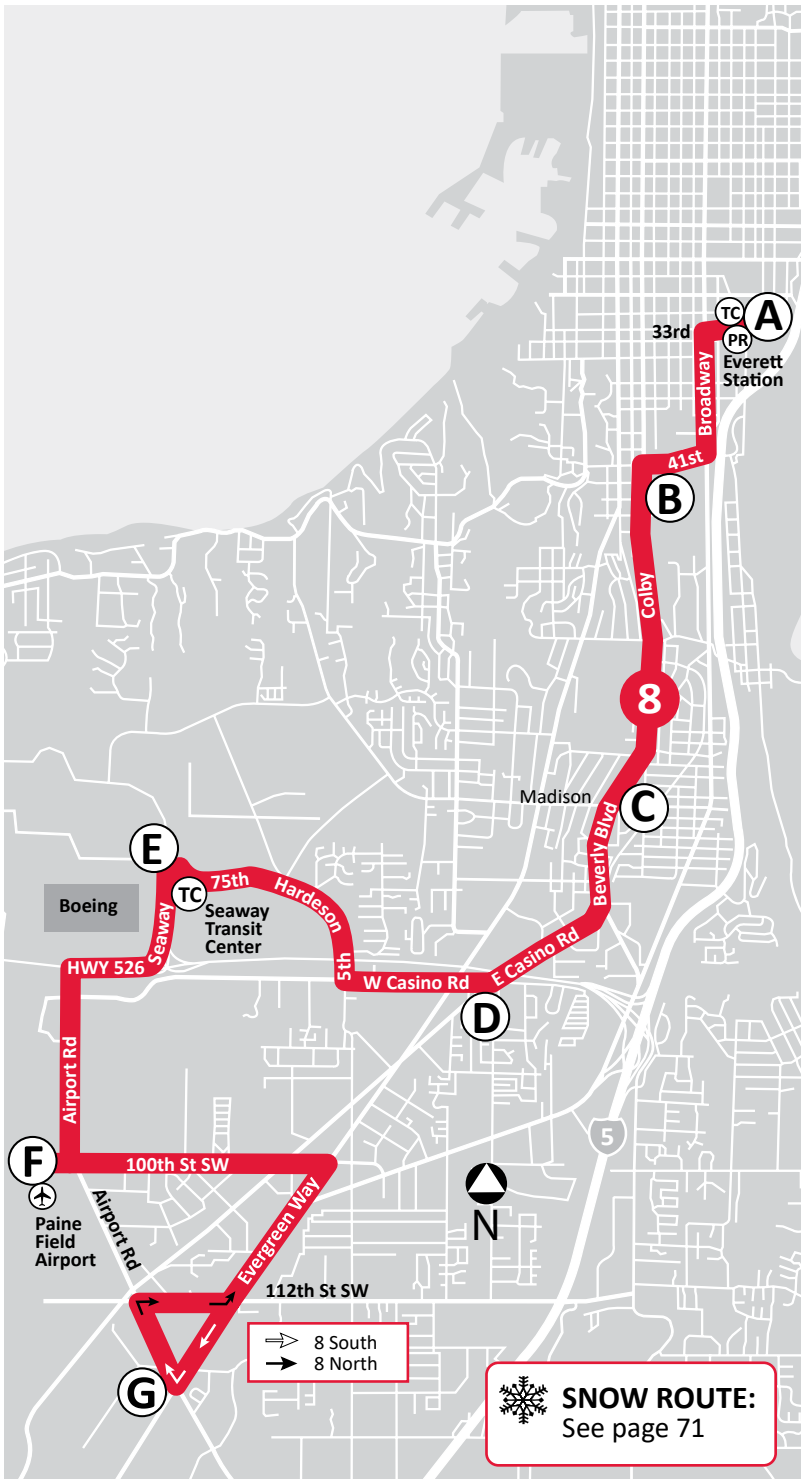 TC
A
33rd
PR
Everett
Station
Broadway
41st
B
Colby
8
Madison
C
Beverly Blvd
E
75th
Hardeson
TC
Boeing
Seaway
Seaway
Transit
Center
HWY 526
5th
W Casino Rd
E Casino Rd
D
Airport Rd
5
F
100th St SW
Paine
Field
Airport
Airport Rd
Evergreen Way
N
112th St SW
8 South
8 North
G
SNOW ROUTE:
See page 71